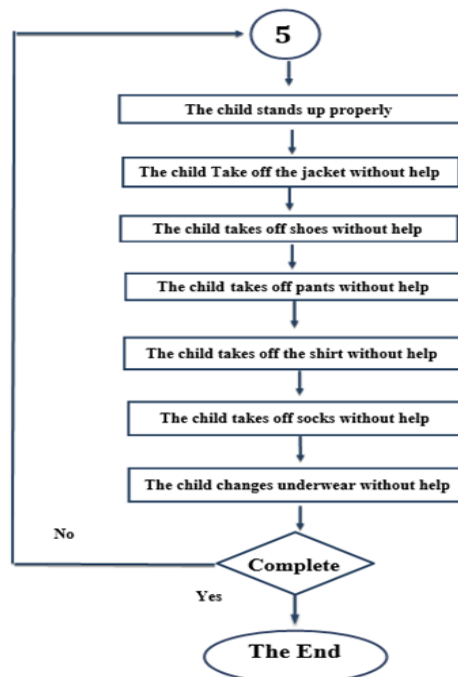 5
The child stands up properly
The child Take off the jacket without help
The child takes off shoes without help
The child takes off pants without help
The child takes off the shirt without help
The child takes off socks without help
The child changes underwear without help
No
Complete
Yes
The End